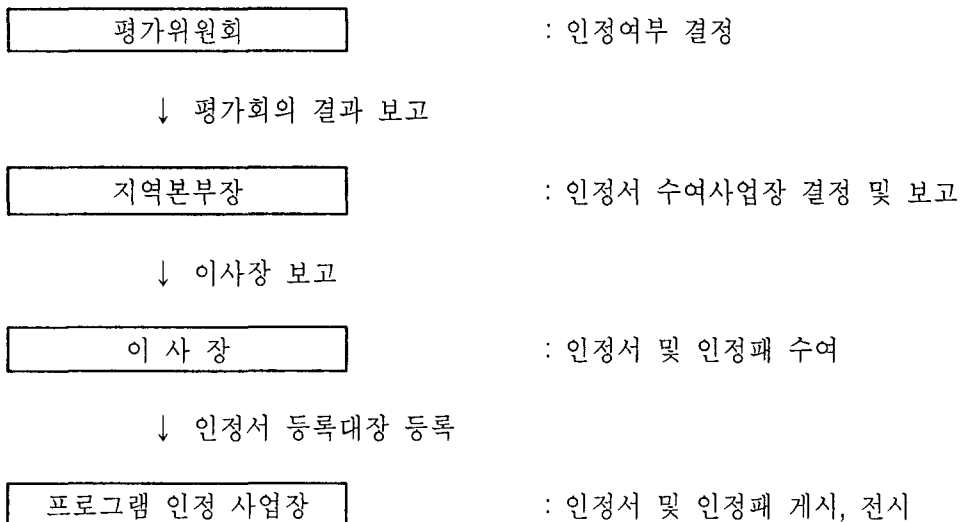 평가위원회 : 인정여부 결정
↓ 평가회의 결과 보고
지역본부장 : 인정서 수여사업장 결정 및 보고
↓ 이사장 보고
이 사 장 : 인정서 및 인정패 수여
↓ 인정서 등록대장 등록
프로그램 인정 사업장 : 인정서 및 인정패 게시, 전시